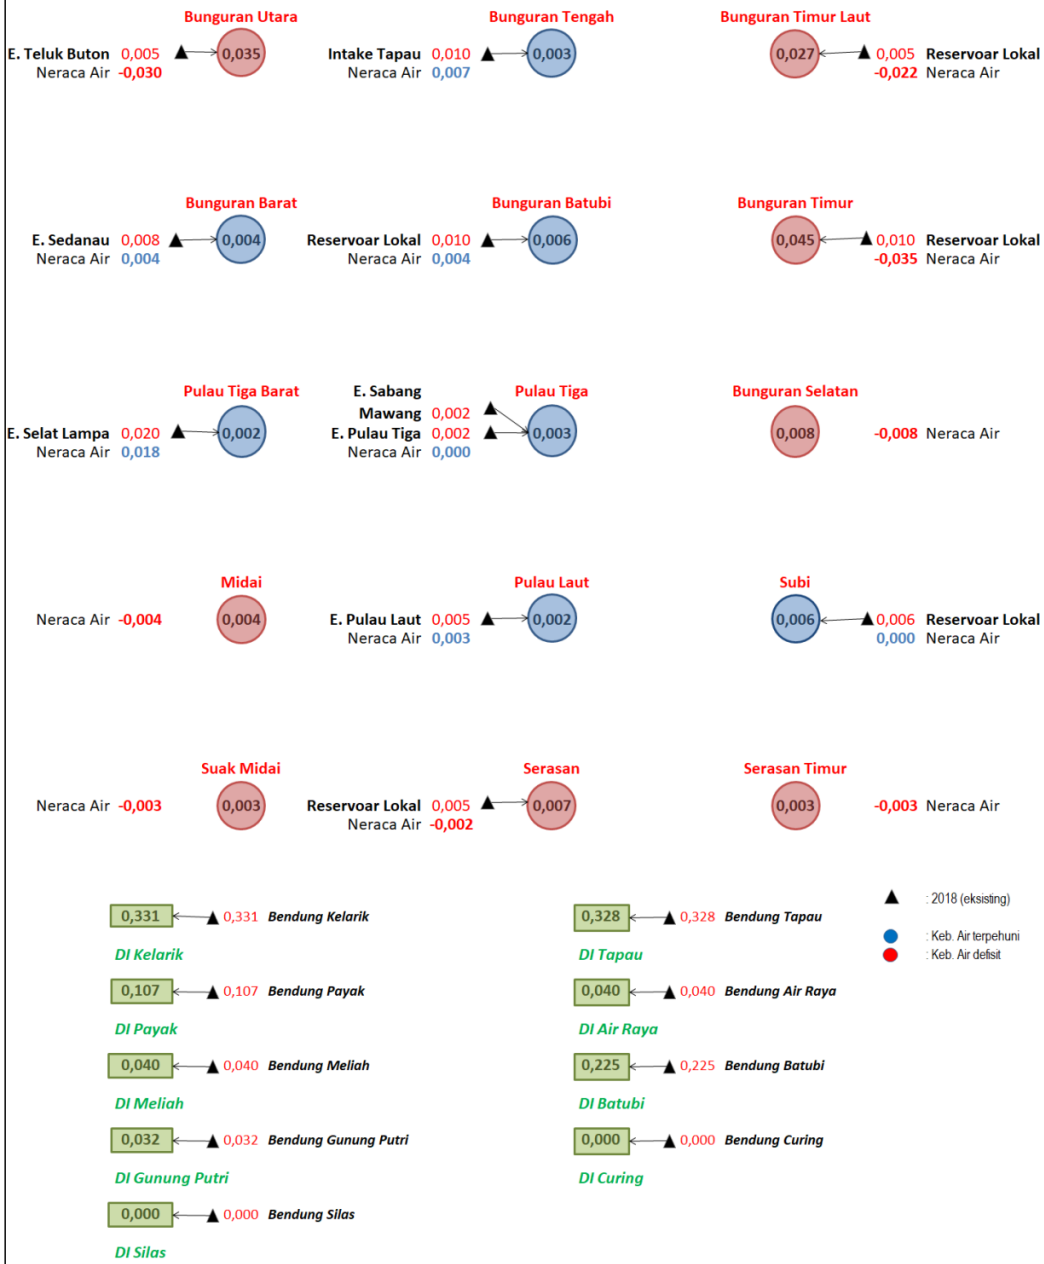 Bunguran Utara
E. Teluk Buton 0,005 0,035
Neraca Air -0,030
Bunguran Tengah
Intake Tapau 0,010 0,003
Neraca Air 0,007
Bunguran Timur Laut
0,027 0,005 Reservoar Lokal
-0,022 Neraca Air
Bunguran Barat
E. Sedanau 0,008 0,004
Neraca Air 0,004
Bunguran Batubi
Reservoar Lokal 0,010 0,006
Neraca Air 0,004
Bunguran Timur
0,045 0,010 Reservoar Lokal
-0,035 Neraca Air
Pulau Tiga Barat
E. Selat Lampa 0,020 0,002
Neraca Air 0,018
E. Sabang Pulau Tiga
Mawang 0,002
E. Pulau Tiga 0,002 0,003
Neraca Air 0,000
Bunguran Selatan
0,008 -0,008 Neraca Air
Midai
Neraca Air -0,004 0,004
Pulau Laut
E. Pulau Laut 0,005 0,002
Neraca Air 0,003
Subi
0,006 0,006 Reservoar Lokal
0,000 Neraca Air
Suak Midai
Neraca Air -0,003 0,003
Serasan
Reservoar Lokal 0,005 0,007
Neraca Air -0,002
Serasan Timur
0,003 -0,003 Neraca Air
0,331 0,331 Bendung Kelarik
DI Kelarik
0,107 0,107 Bendung Payak
DI Payak
0,040 0,040 Bendung Meliah
DI Meliah
0,032 0,032 Bendung Gunung Putri
DI Gunung Putri
0,000 0,000 Bendung Silas
DI Silas
0,328 0,328 Bendung Tapau
DI Tapau
0,040 0,040 Bendung Air Raya
DI Air Raya
0,225 0,225 Bendung Batubi
DI Batubi
0,000 0,000 Bendung Curing
DI Curing
: 2018 (eksisting)
: Keb. Air terpehuni
: Keb. Air defisit